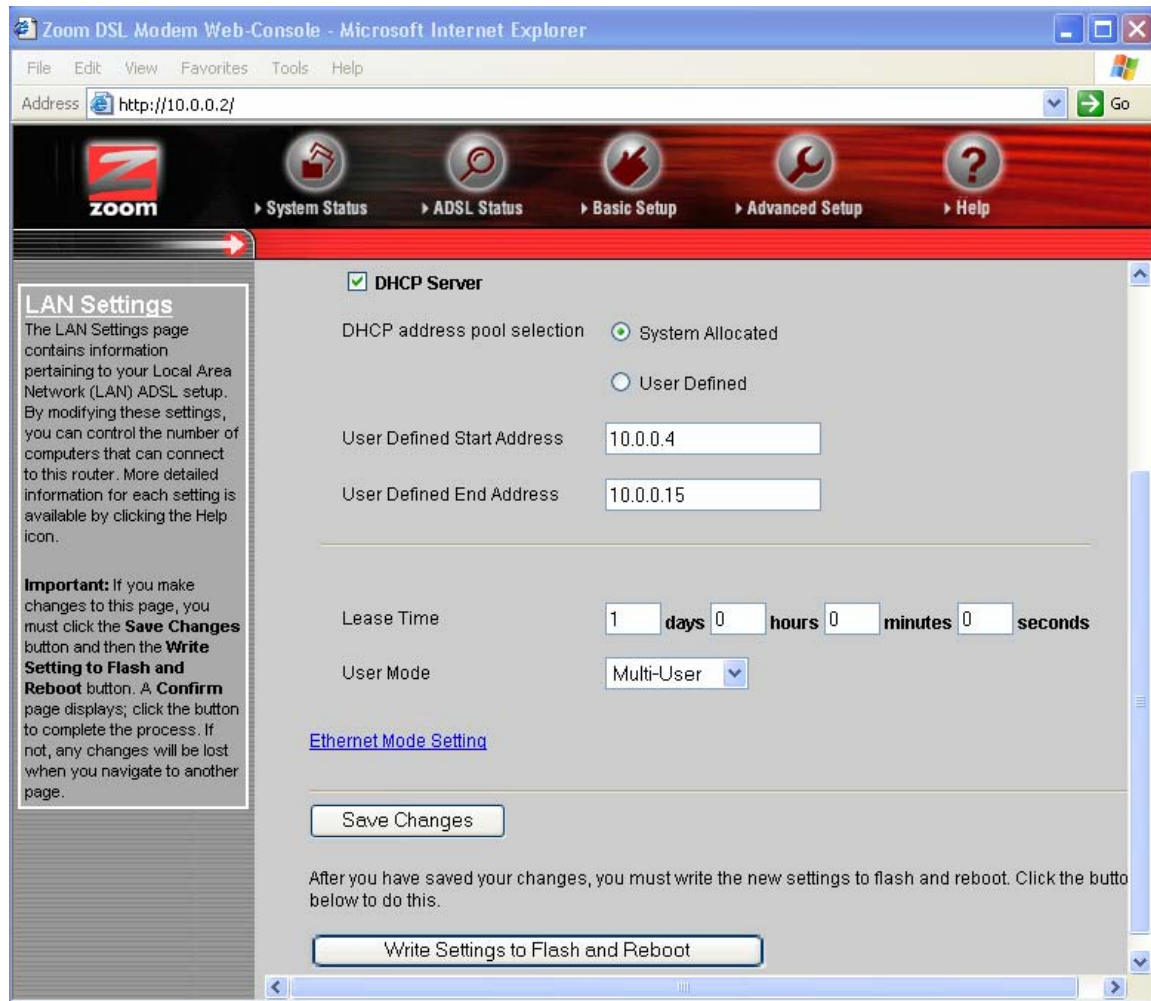 Zoom DSL Modem Web-Console - Microsoft Internet Explorer
File Edit View Favorites Tools Help
Address http://10.0.0.2/ Go
zoom
System Status ADSL Status Basic Setup Advanced Setup Help
LAN Settings
The LAN Settings page
contains information
pertaining to your Local Area
Network (LAN) ADSL setup.
By modifying these settings,
you can control the number of
computers that can connect
to this router. More detailed
information for each setting is
available by clicking the Help
icon.
Important: If you make
changes to this page, you
must click the Save Changes
button and then the Write
Setting to Flash and
Reboot button. A Confirm
page displays; click the button
to complete the process. If
not, any changes will be lost
when you navigate to another
page.
DHCP Server
DHCP address pool selection System Allocated
User Defined
User Defined Start Address 10.0.0.4
User Defined End Address 10.0.0.15
Lease Time 1 days 0 hours 0 minutes 0 seconds
User Mode Multi-User
Ethernet Mode Setting
Save Changes
After you have saved your changes, you must write the new settings to flash and reboot. Click the butto
below to do this.
Write Settings to Flash and Reboot